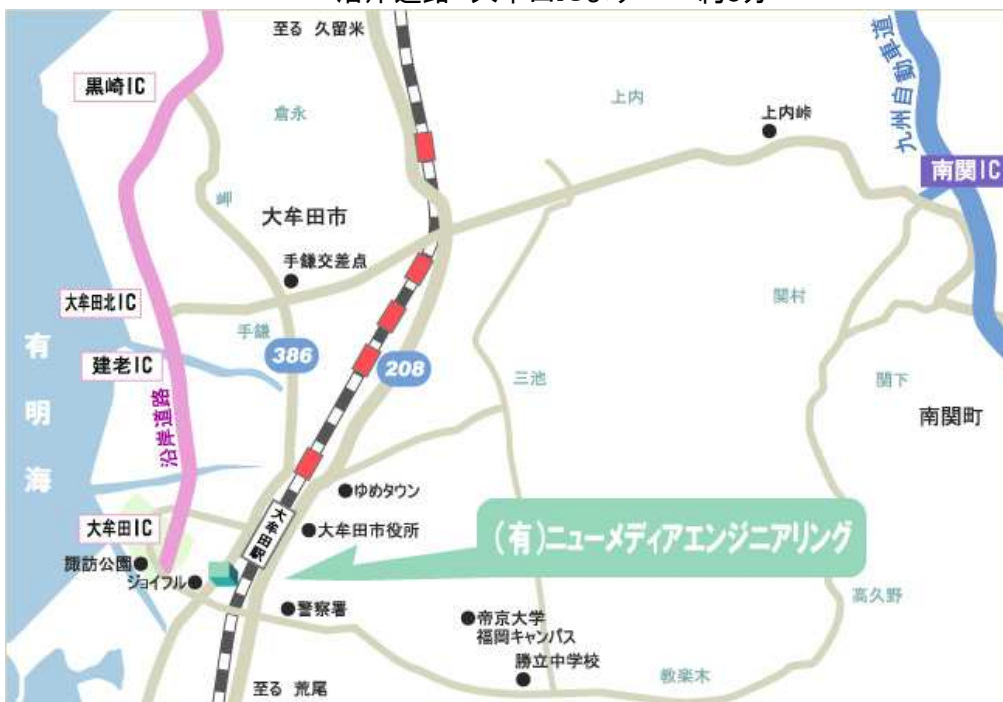 至る 久留米
九州自動車道
黒崎IC
上内
倉永
上内峠
南関IC
岬
大牟田市
手鎌交差点
大牟田北IC
関村
手鎌
有明海
386
208
建老IC
三池
関下
沿岸道路
南関町
ゆめタウン
大牟田IC
大牟田駅
大牟田市役所
(有)ニューメディアエンジニアリング
諏訪公園
ジョイフル
警察署
高久野
帝京大学
福岡キャンパス
勝立中学校
教楽木
至る 荒尾